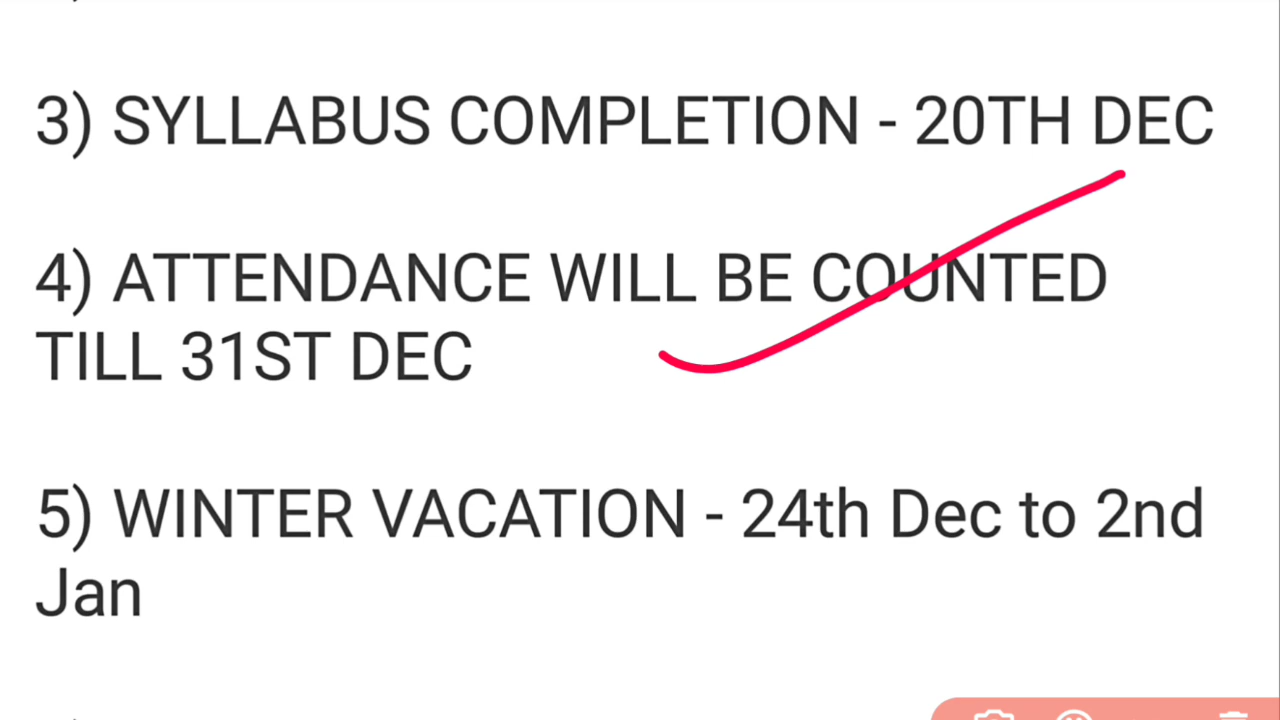 3) SYLLABUS COMPLETION - 20TH DEC
4) ATTENDANCE WILL BE COUNTED
TILL 31ST DEC
5) WINTER VACATION - 24th Dec to 2nd
Jan